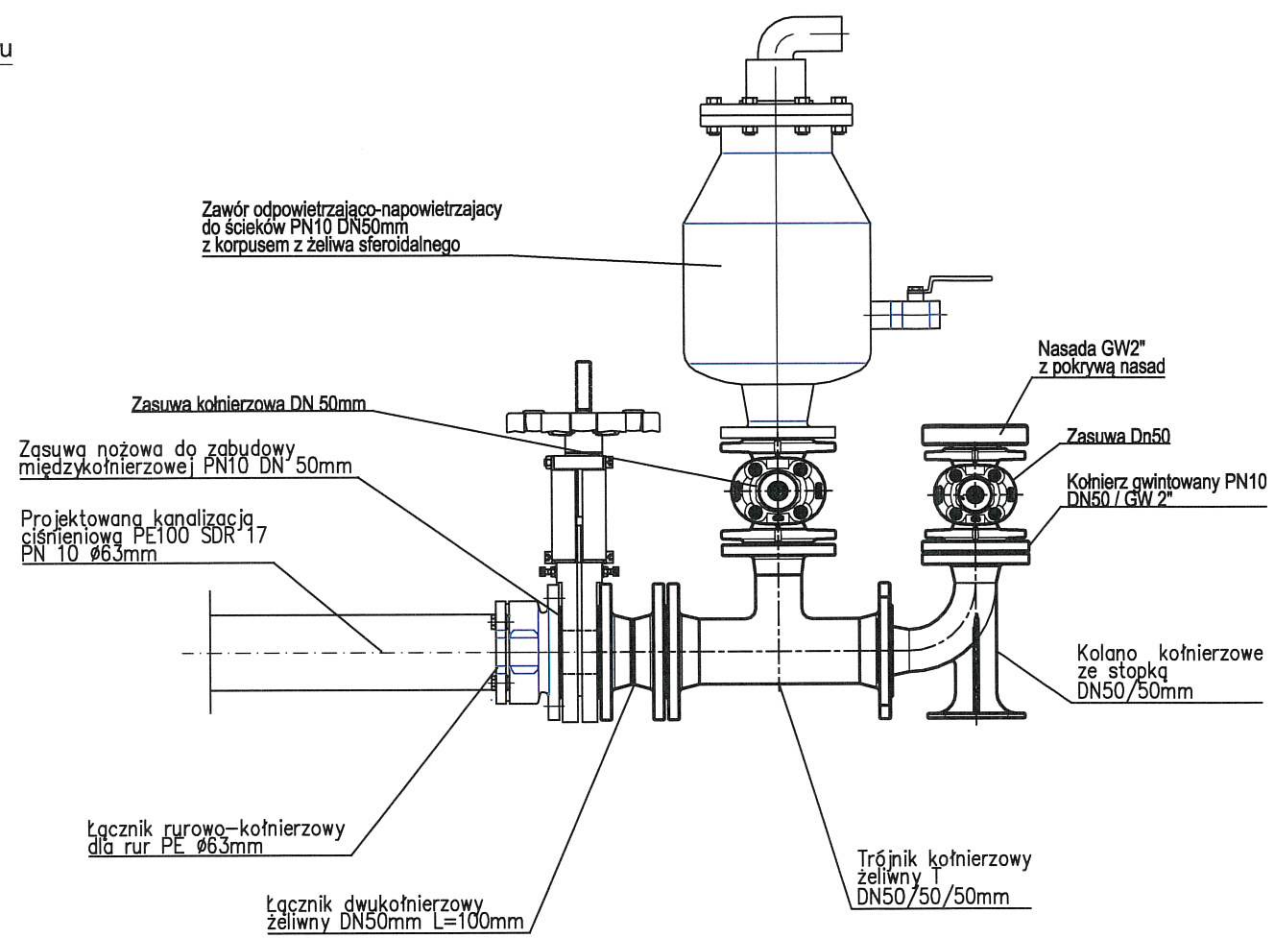 u
Zawór odpowietrzająco-napowietrzajacy
do ścieków PN10 DN50mm
z korpusem z żeliwa sferoidalnego
Nasada GW2"
z pokrywą nasad
Zasuwa kołnierzowa DN 50mm
Zasuwa Dn50
Zasuwa nożowa do zabudowy
międzykołnierzowej PN10 DN 50mm
Kołnierz gwintowany PN10
DN50 / GW 2"
Projektowana kanalizacja
ciśnieniowa PE100 SDR 17
PN 10 ø63mm
Kolano kołnierzowe
ze stopką
DN50/50mm
Łącznik rurowo-kołnierzowy
dla rur PE ø63mm
Trójnik kołnierzowy
żeliwny T
DN50/50/50mm
Łącznik dwukołnierzowy
żeliwny DN50mm L=100mm